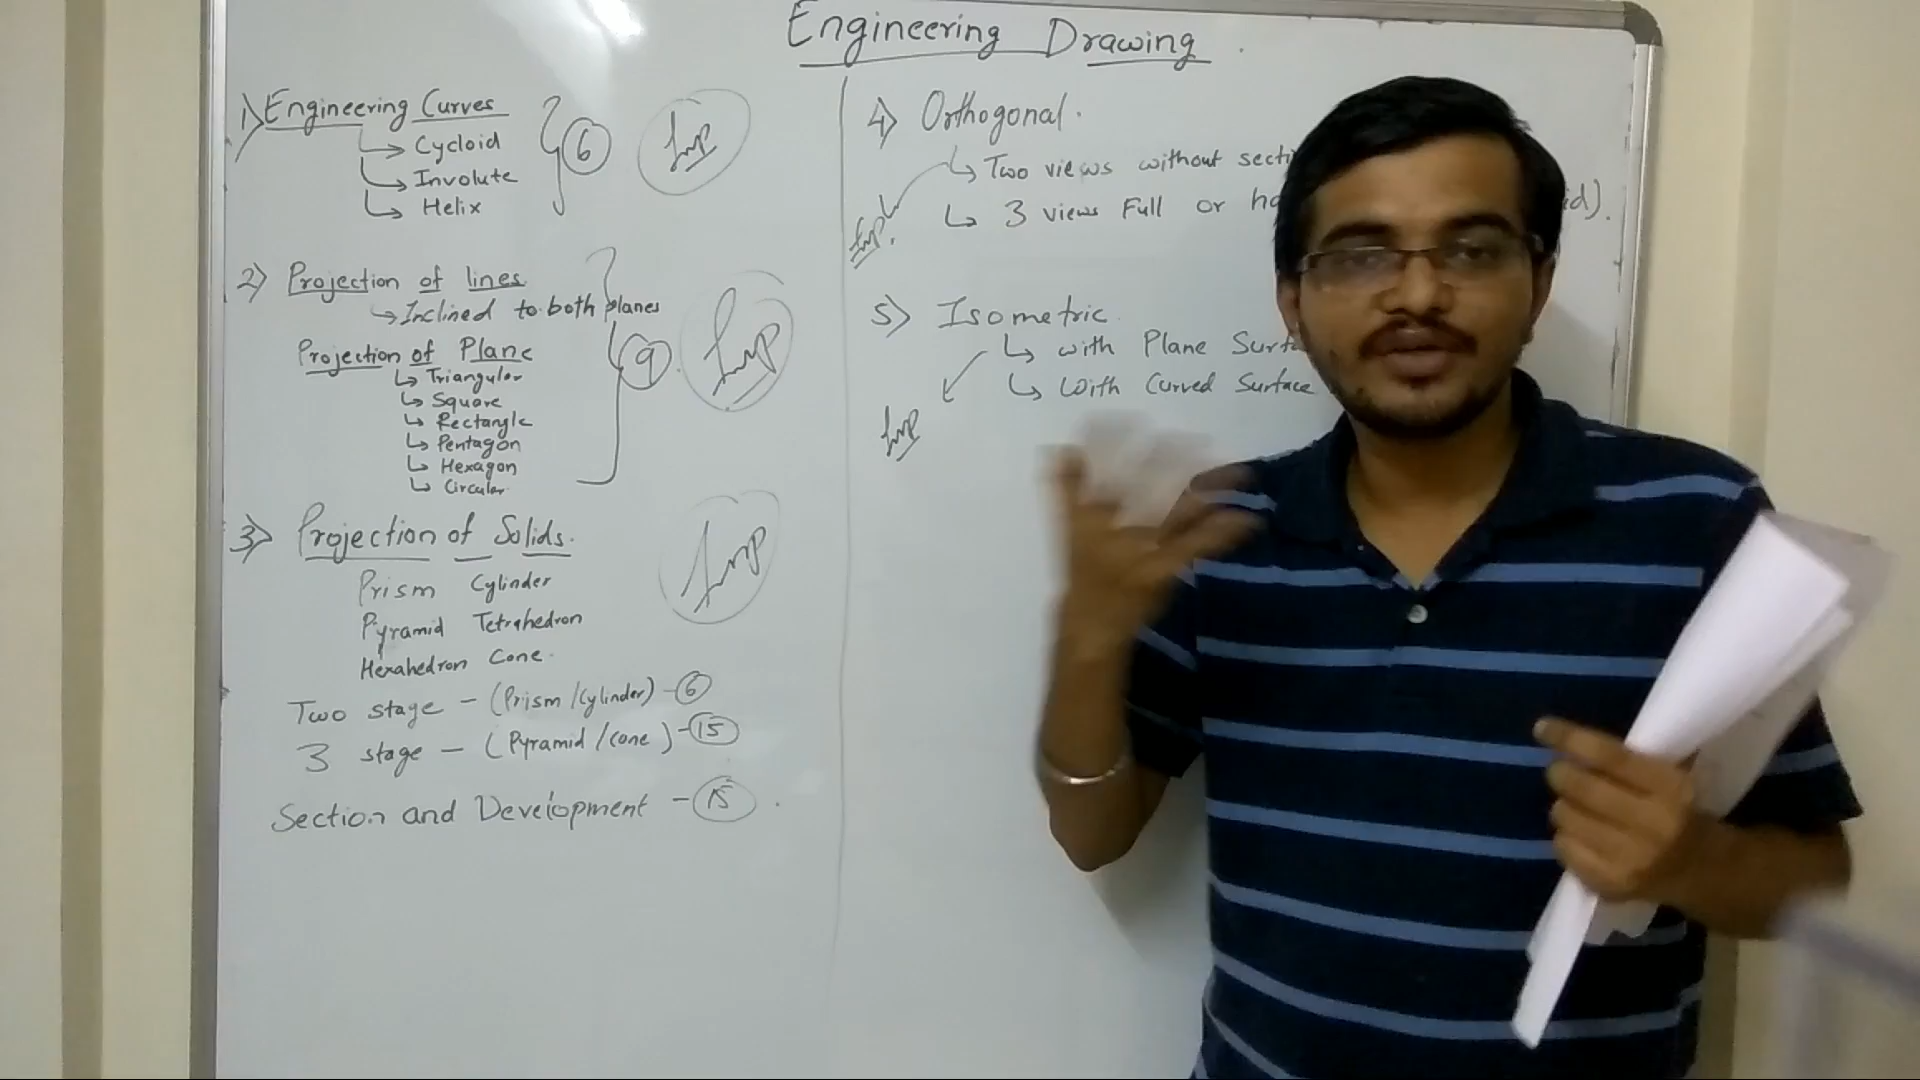 Engineering Drawing
1) Engineering Curves
Cycloid
Involute
Helix
6
Imp
2) Projection of lines
Inclined to both planes
Projection of Plane
Triangular
Square
Rectangle
Pentagon
Hexagon
Circular
9
Imp
3) Projection of Solids.
Imp
Prism Cylinder
Pyramid Tetrahedron
Hexahedron Cone
Two stage - (Prism/Cylinder) - 6
3 stage - (Pyramid/Cone) - 15
Section and Development - 15
4) Orthogonal.
Two views without
3 views Full or
Imp.
5) Isometric
with Plane
With Curved Surface
Imp